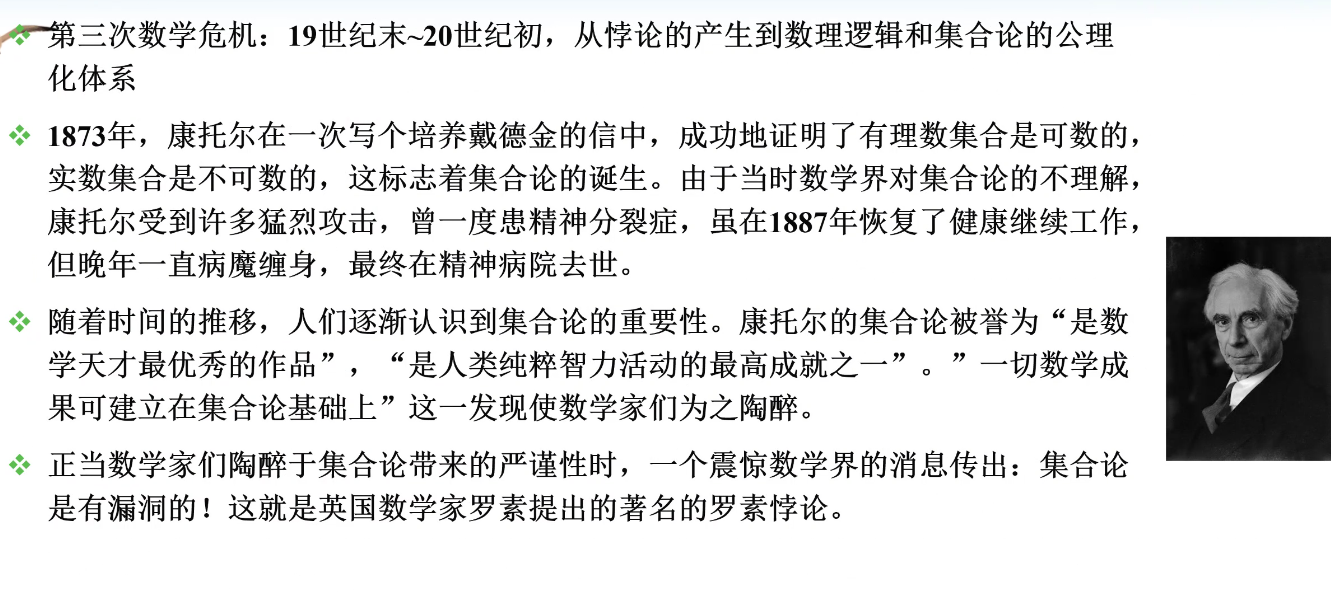 第三次数学危机：19世纪末~20世纪初，从悖论的产生到数理逻辑和集合论的公理
化体系
1873年，康托尔在一次写个培养戴德金的信中，成功地证明了有理数集合是可数的，
实数集合是不可数的，这标志着集合论的诞生。由于当时数学界对集合论的不理解，
康托尔受到许多猛烈攻击，曾一度患精神分裂症，虽在1887年恢复了健康继续工作，
但晚年一直病魔缠身，最终在精神病院去世。
随着时间的推移，人们逐渐认识到集合论的重要性。康托尔的集合论被誉为“是数
学天才最优秀的作品”，“是人类纯粹智力活动的最高成就之一”。”一切数学成
果可建立在集合论基础上”这一发现使数学家们为之陶醉。
正当数学家们陶醉于集合论带来的严谨性时，一个震惊数学界的消息传出：集合论
是有漏洞的！这就是英国数学家罗素提出的著名的罗素悖论。